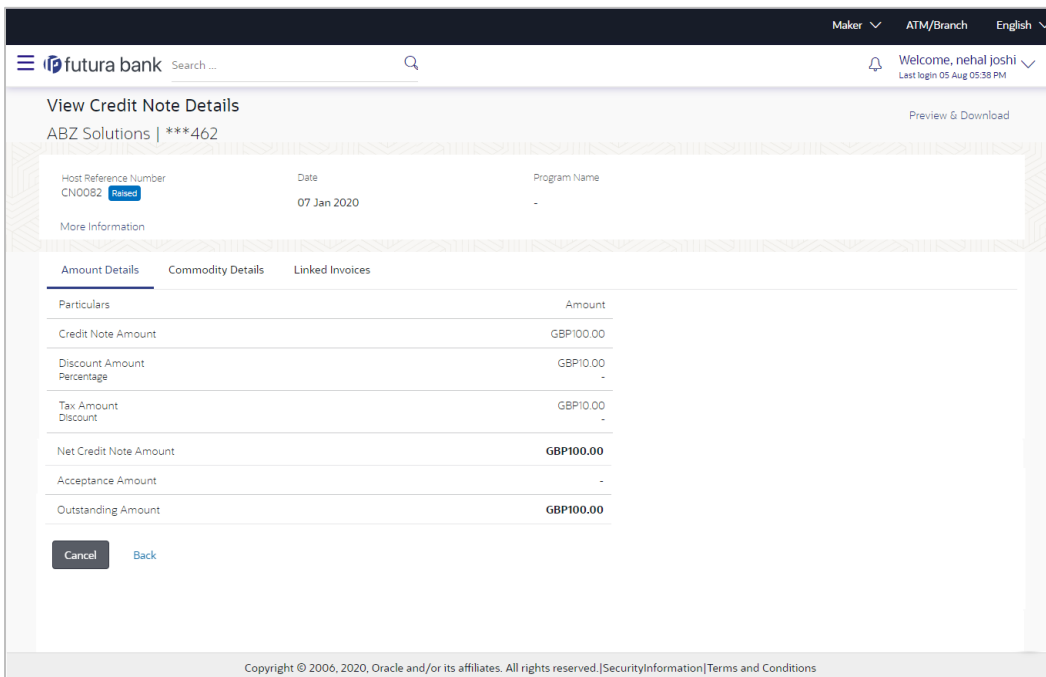 Maker ATM/Branch English
futura bank Search ... Welcome, nehal joshi
Last login 05 Aug 05:38 PM
View Credit Note Details
Preview & Download
ABZ Solutions | ***462
Host Reference Number Date Program Name
CN0082 Raised
07 Jan 2020 -
More Information
Amount Details Commodity Details Linked Invoices
Particulars Amount
Credit Note Amount GBP100.00
Discount Amount GBP10.00
Percentage -
Tax Amount GBP10.00
Discount -
Net Credit Note Amount GBP100.00
Acceptance Amount -
Outstanding Amount GBP100.00
Cancel Back
Copyright © 2006, 2020, Oracle and/or its affiliates. All rights reserved.|SecurityInformation|Terms and Conditions